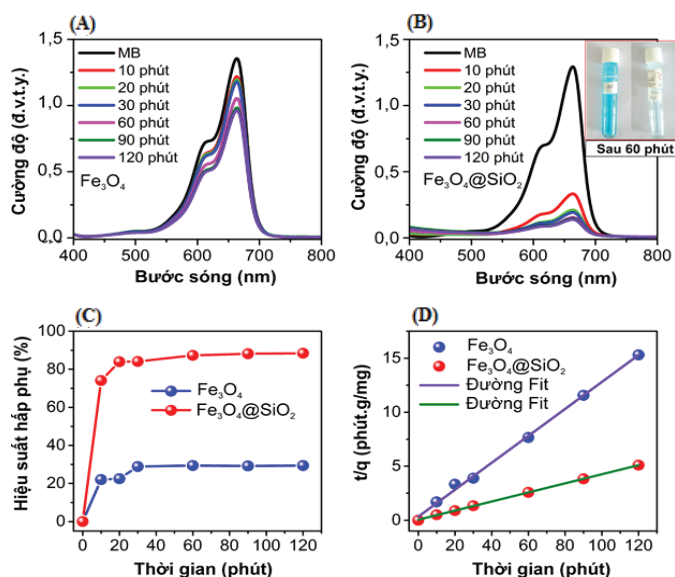 (A)
Cường độ (đ.v.t.y.)
1,5
1,0
0,5
0,0
MB
10 phút
20 phút
30 phút
60 phút
90 phút
120 phút
Fe₃O₄
400 500 600 700 800
Bước sóng (nm)
(B)
Cường độ (đ.v.t.y.)
1,5
1,0
0,5
0,0
MB
10 phút
20 phút
30 phút
60 phút
90 phút
120 phút
Fe₃O₄@SiO₂
Sau 60 phút
400 500 600 700 800
Bước sóng (nm)
(C)
Hiệu suất hấp phụ (%)
100
80
60
40
20
0
Fe₃O₄
Fe₃O₄@SiO₂
0 20 40 60 80 100 120
Thời gian (phút)
(D)
t/q (phút.g/mg)
15
10
5
0
Fe₃O₄
Fe₃O₄@SiO₂
Đường Fit
Đường Fit
0 20 40 60 80 100 120
Thời gian (phút)